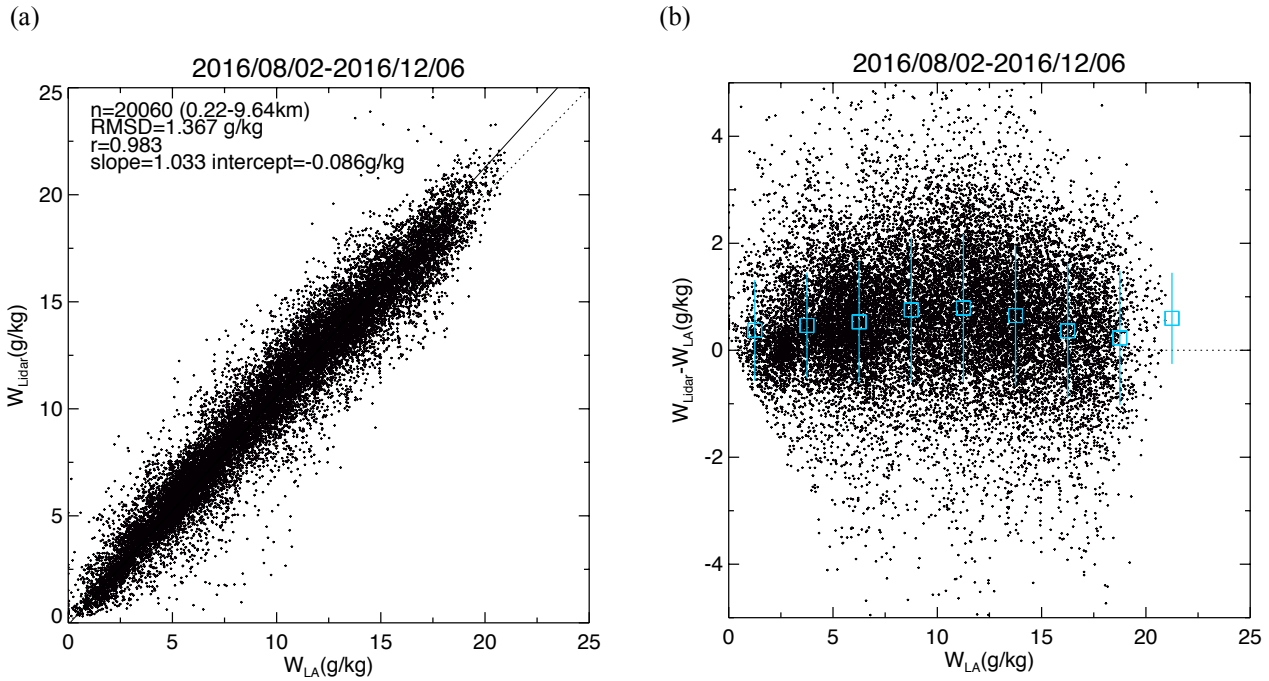 (a)
2016/08/02-2016/12/06
n=20060 (0.22-9.64km)
RMSD=1.367 g/kg
r=0.983
slope=1.033 intercept=-0.086g/kg
25
20
15
10
5
0
W_Lidar(g/kg)
0 5 10 15 20 25
W_LA(g/kg)
(b)
2016/08/02-2016/12/06
4
2
0
-2
-4
W_Lidar-W_LA(g/kg)
0 5 10 15 20 25
W_LA(g/kg)